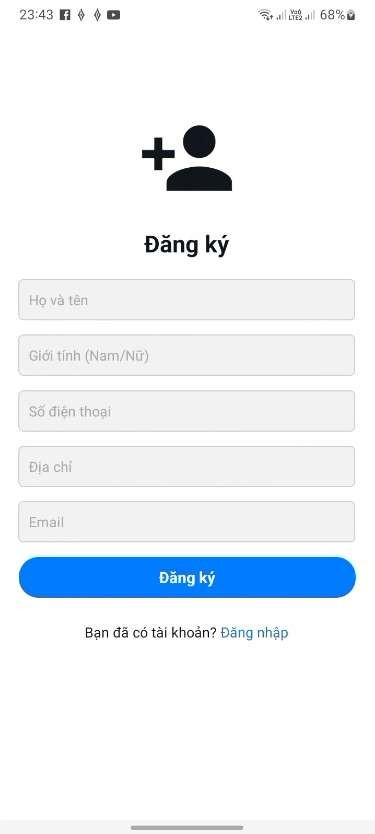 23:43 68%
Đăng ký
Họ và tên
Giới tính (Nam/Nữ)
Số điện thoại
Địa chỉ
Email
Đăng ký
Bạn đã có tài khoản? Đăng nhập